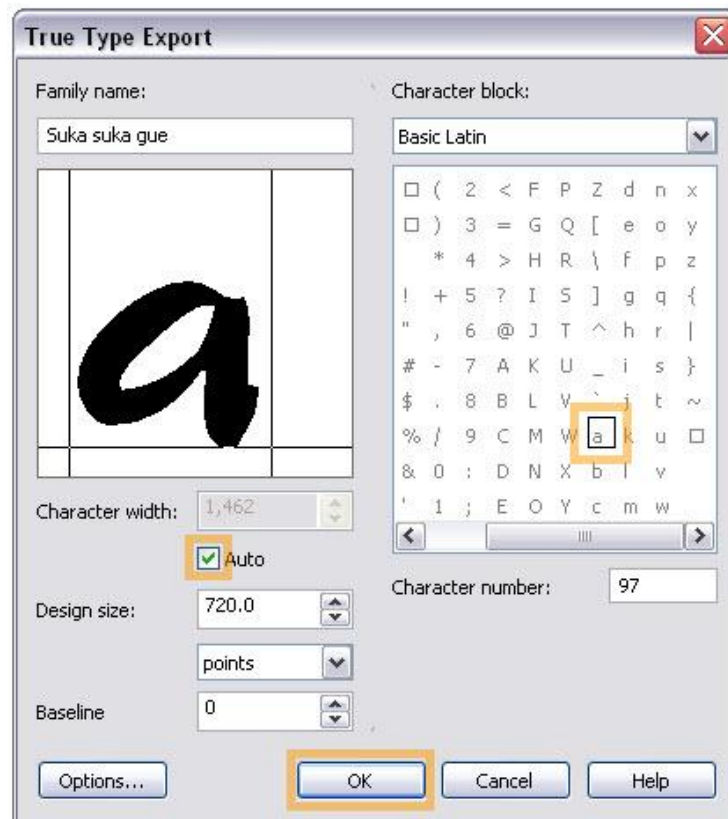 True Type Export
Family name:
Suka suka gue
a
Character width: 1,462
Auto
Design size: 720.0
points
Baseline 0
Character block:
Basic Latin
( 2 < F P Z d n x
) 3 = G Q [ e o y
* 4 > H R \ f p z
! + 5 ? I S ] g q {
" , 6 @ J T ^ h r |
# - 7 A K U _ i s }
$ . 8 B L V ` j t ~
% / 9 C M W a k u
& 0 : D N X b l v
' 1 ; E O Y c m w
Character number: 97
Options... OK Cancel Help